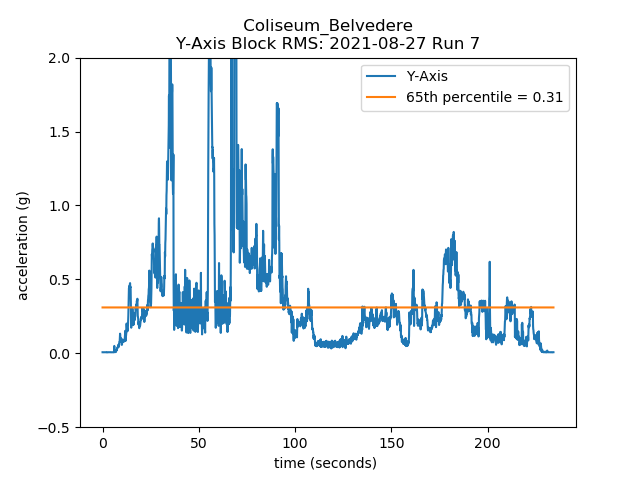 Coliseum_Belvedere
Y-Axis Block RMS: 2021-08-27 Run 7
Y-Axis
65th percentile = 0.31
2.0
1.5
1.0
0.5
0.0
−0.5
acceleration (g)
0 50 100 150 200
time (seconds)